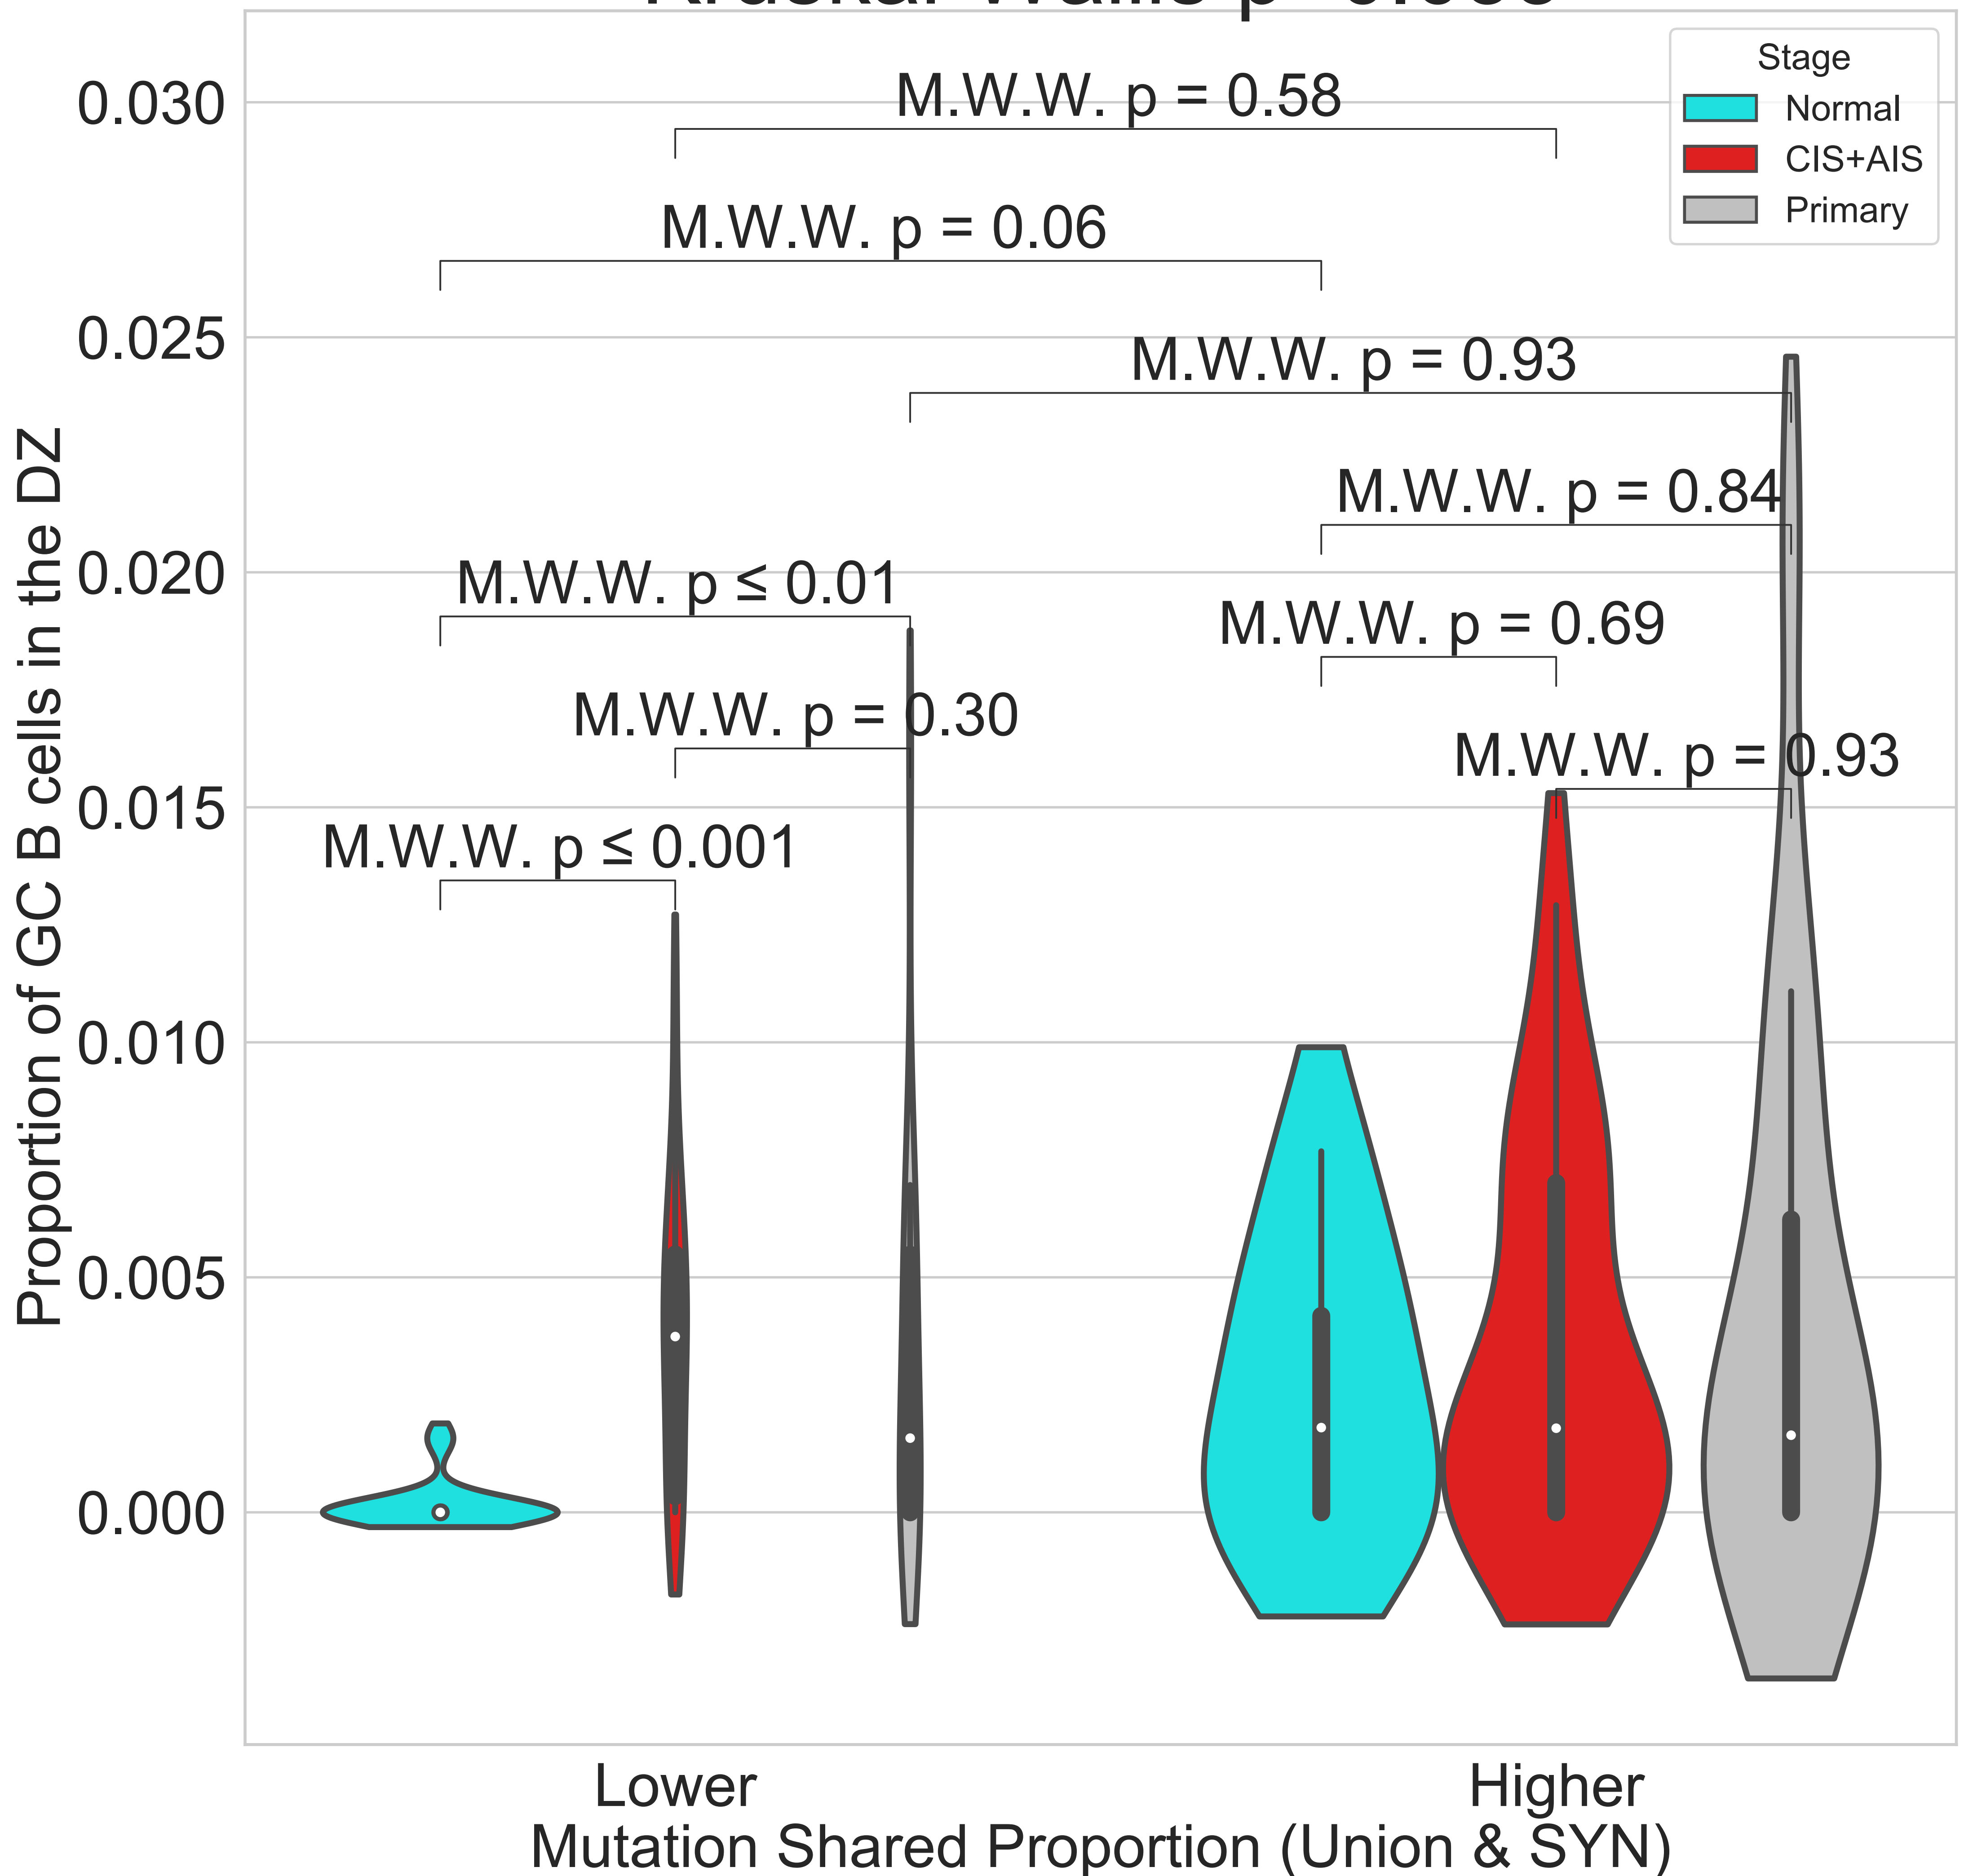 Stage
Normal
CIS+AIS
Primary
M.W.W. p = 0.58
M.W.W. p = 0.06
M.W.W. p = 0.93
M.W.W. p = 0.84
M.W.W. p ≤ 0.01
M.W.W. p = 0.69
M.W.W. p = 0.30
M.W.W. p = 0.93
M.W.W. p ≤ 0.001
0.030
0.025
0.020
0.015
0.010
0.005
0.000
Proportion of GC B cells in the DZ
Lower
Higher
Mutation Shared Proportion (Union & SYN)